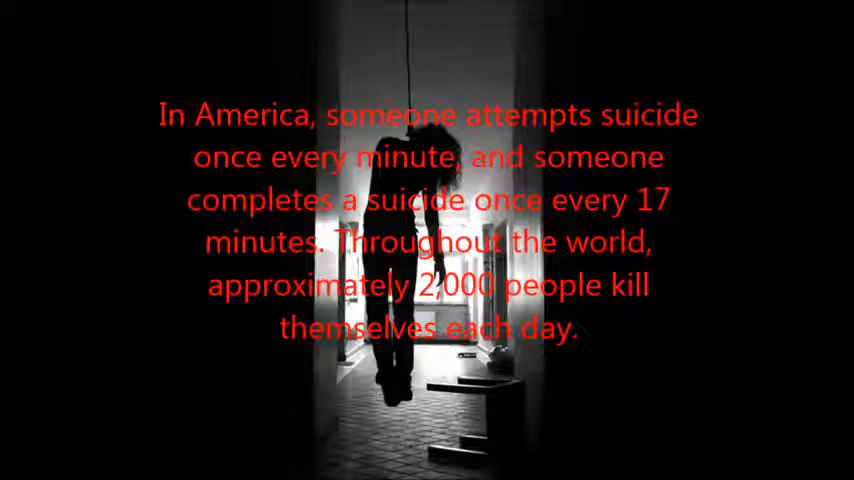 In America, someone attempts suicide
once every minute, and someone
completes a suicide once every 17
minutes. Throughout the world,
approximately 2,000 people kill
themselves each day.